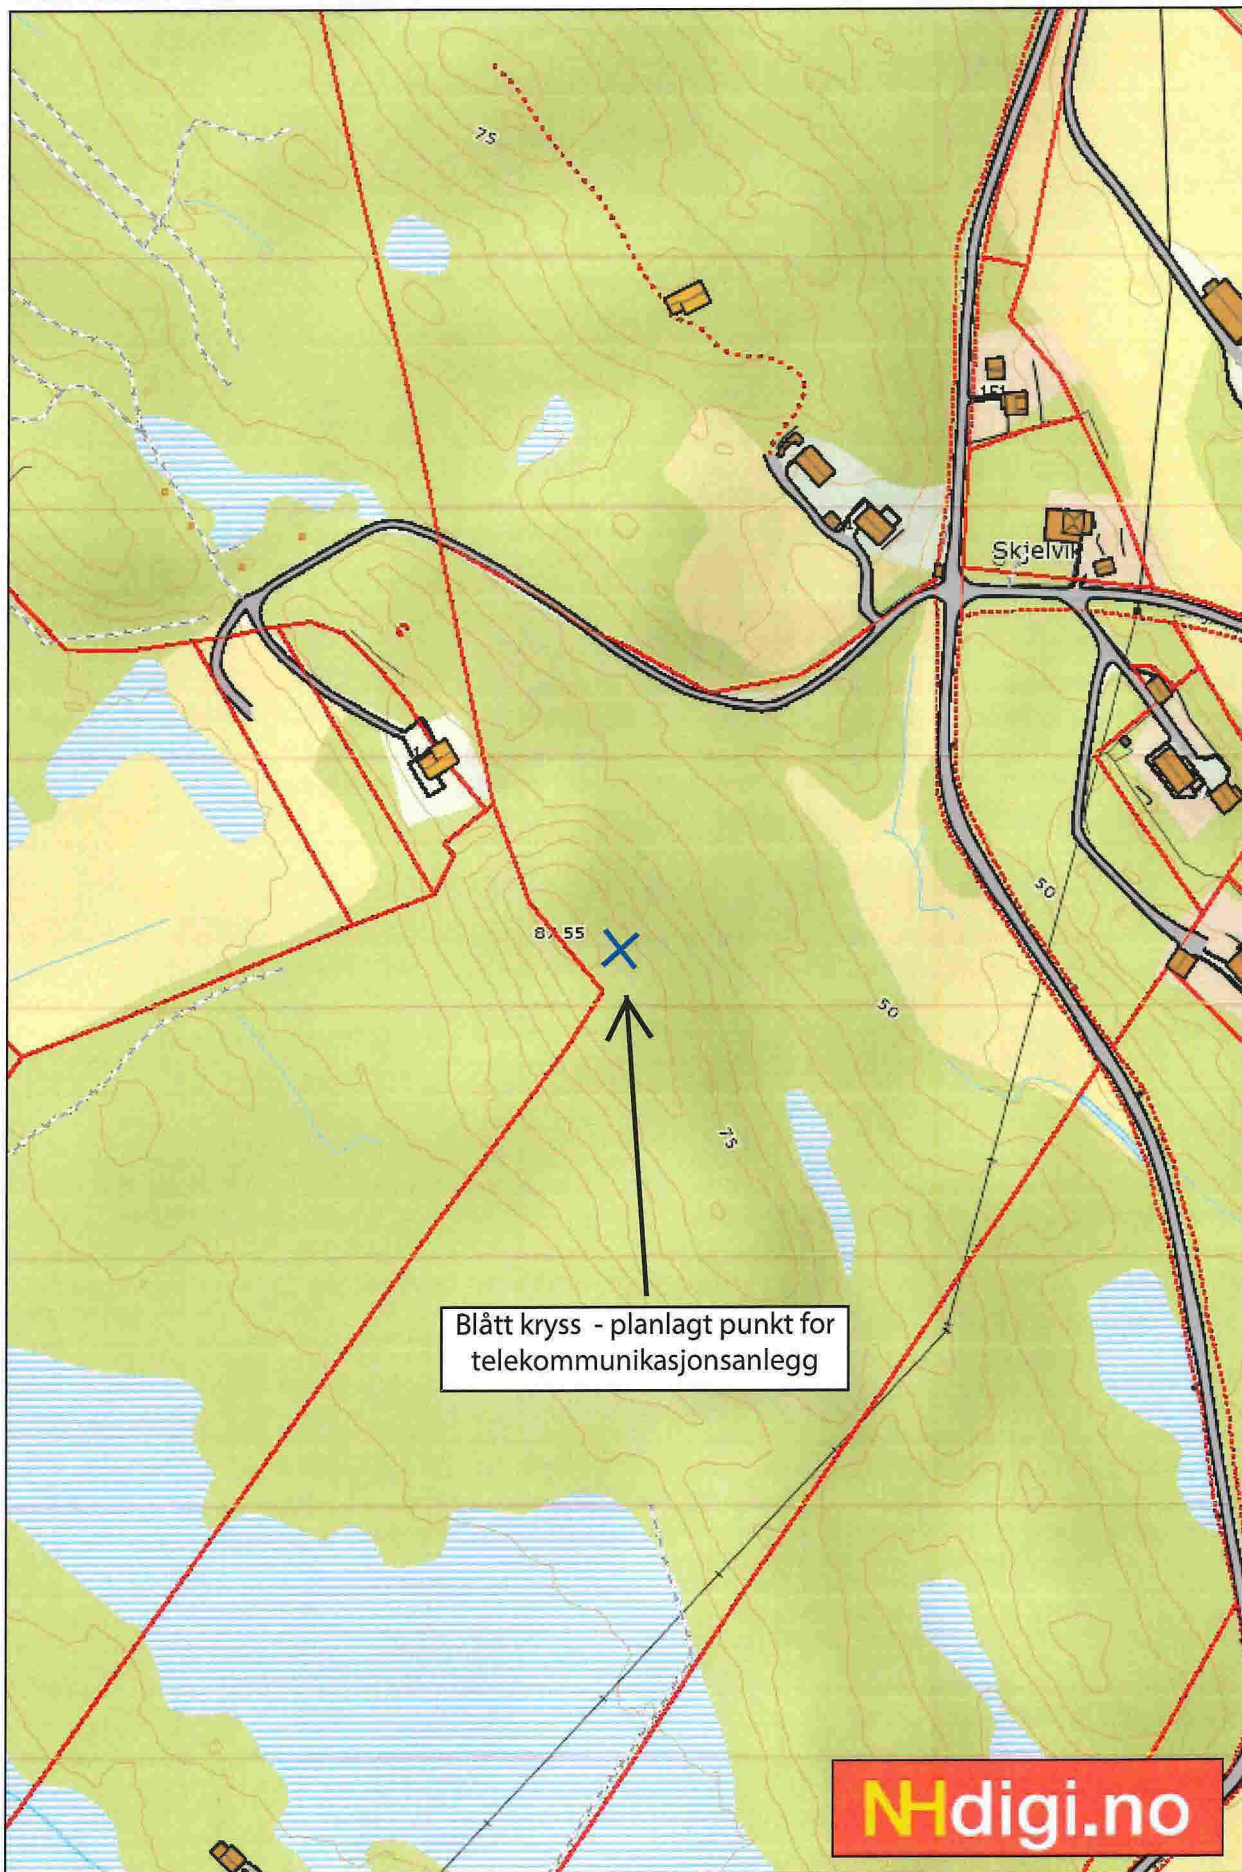 75
151
Skjelvik
50
87.55
50
75
Blått kryss - planlagt punkt for
telekommunikasjonsanlegg
NHdigi.no